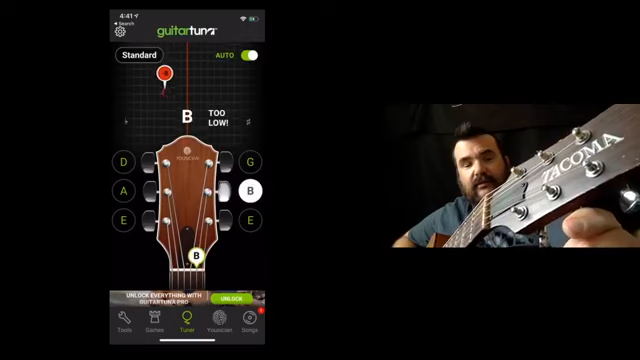 4:41
Search
guitartuna
Standard
AUTO
B
TOO
LOW!
YOUSICIAN
D
G
A
B
E
E
B
UNLOCK EVERYTHING WITH
GUITARTUNA PRO
UNLOCK
Tools
Games
Tuner
Yousician
Songs
TACOMA